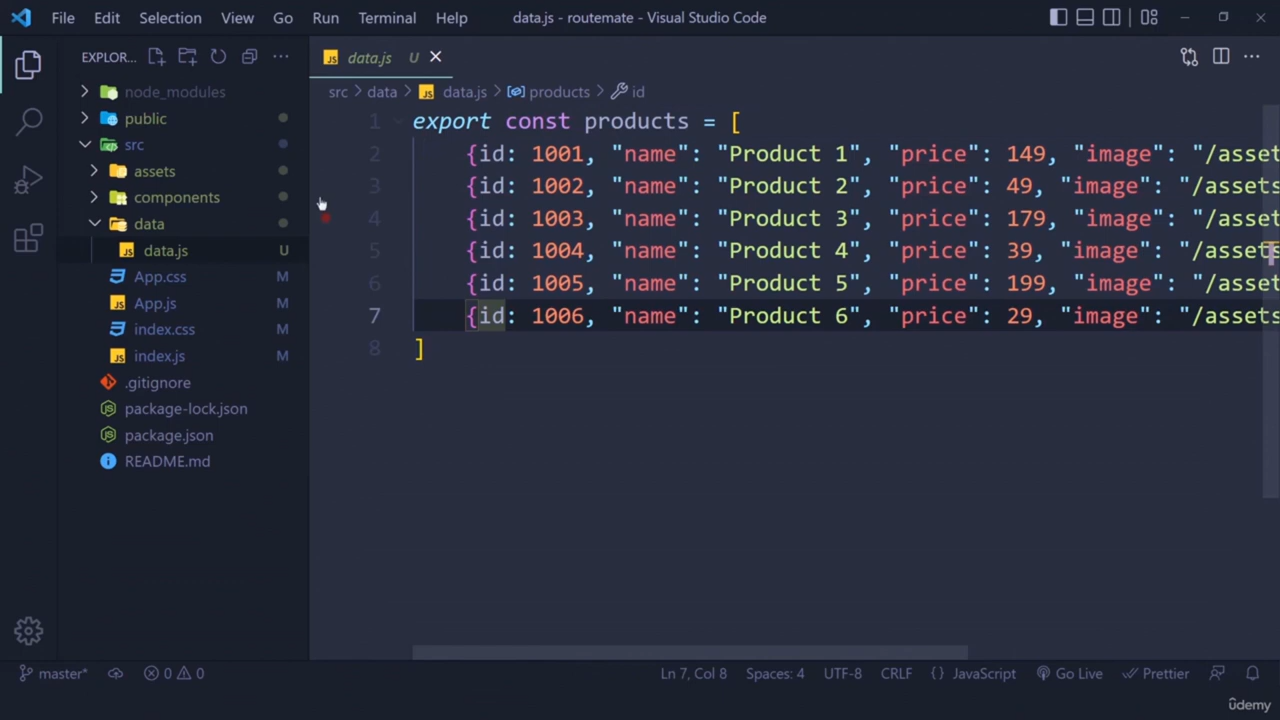 File Edit Selection View Go Run Terminal Help data.js - routemate - Visual Studio Code
EXPLOR...
node_modules
public
src
assets
components
data
data.js U
App.css M
App.js M
index.css M
index.js M
.gitignore
package-lock.json
package.json
README.md
data.js U
src > data > data.js > products > id
1 export const products = [
2 {id: 1001, "name": "Product 1", "price": 149, "image": "/asset
3 {id: 1002, "name": "Product 2", "price": 49, "image": "/assets
4 {id: 1003, "name": "Product 3", "price": 179, "image": "/asset
5 {id: 1004, "name": "Product 4", "price": 39, "image": "/assets
6 {id: 1005, "name": "Product 5", "price": 199, "image": "/asset
7 {id: 1006, "name": "Product 6", "price": 29, "image": "/assets
8 ]
master* 0 0 Ln 7, Col 8 Spaces: 4 UTF-8 CRLF {} JavaScript Go Live Prettier
ûdemy